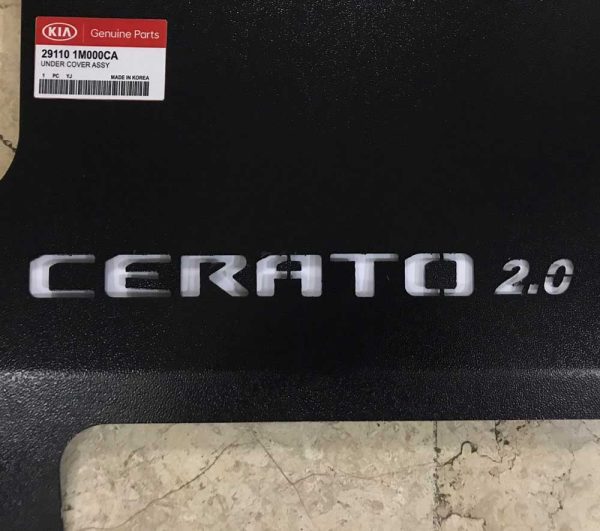 KIA Genuine Parts
29110 1M000CA
UNDER COVER ASSY
1 PC YJ MADE IN KOREA
CERATO 2.0